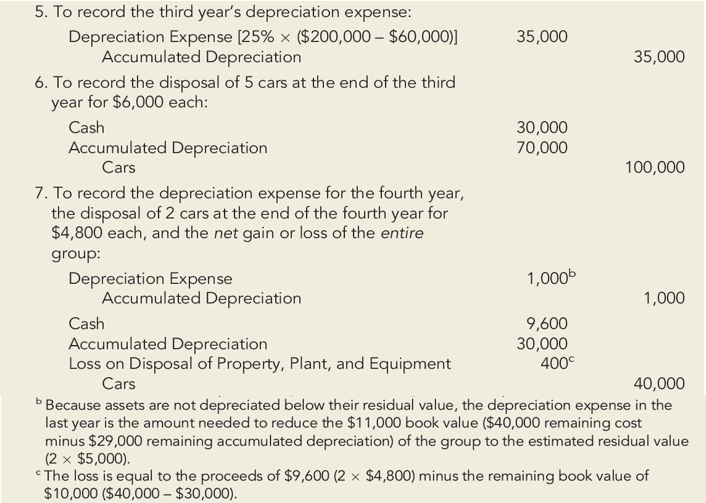 5. To record the third year's depreciation expense:
Depreciation Expense [25% × ($200,000 – $60,000)] 35,000
Accumulated Depreciation 35,000
6. To record the disposal of 5 cars at the end of the third
year for $6,000 each:
Cash 30,000
Accumulated Depreciation 70,000
Cars 100,000
7. To record the depreciation expense for the fourth year,
the disposal of 2 cars at the end of the fourth year for
$4,800 each, and the net gain or loss of the entire
group:
Depreciation Expense 1,000ᵇ
Accumulated Depreciation 1,000
Cash 9,600
Accumulated Depreciation 30,000
Loss on Disposal of Property, Plant, and Equipment 400ᶜ
Cars 40,000
ᵇ Because assets are not depreciated below their residual value, the depreciation expense in the
last year is the amount needed to reduce the $11,000 book value ($40,000 remaining cost
minus $29,000 remaining accumulated depreciation) of the group to the estimated residual value
(2 × $5,000).
ᶜ The loss is equal to the proceeds of $9,600 (2 × $4,800) minus the remaining book value of
$10,000 ($40,000 – $30,000).